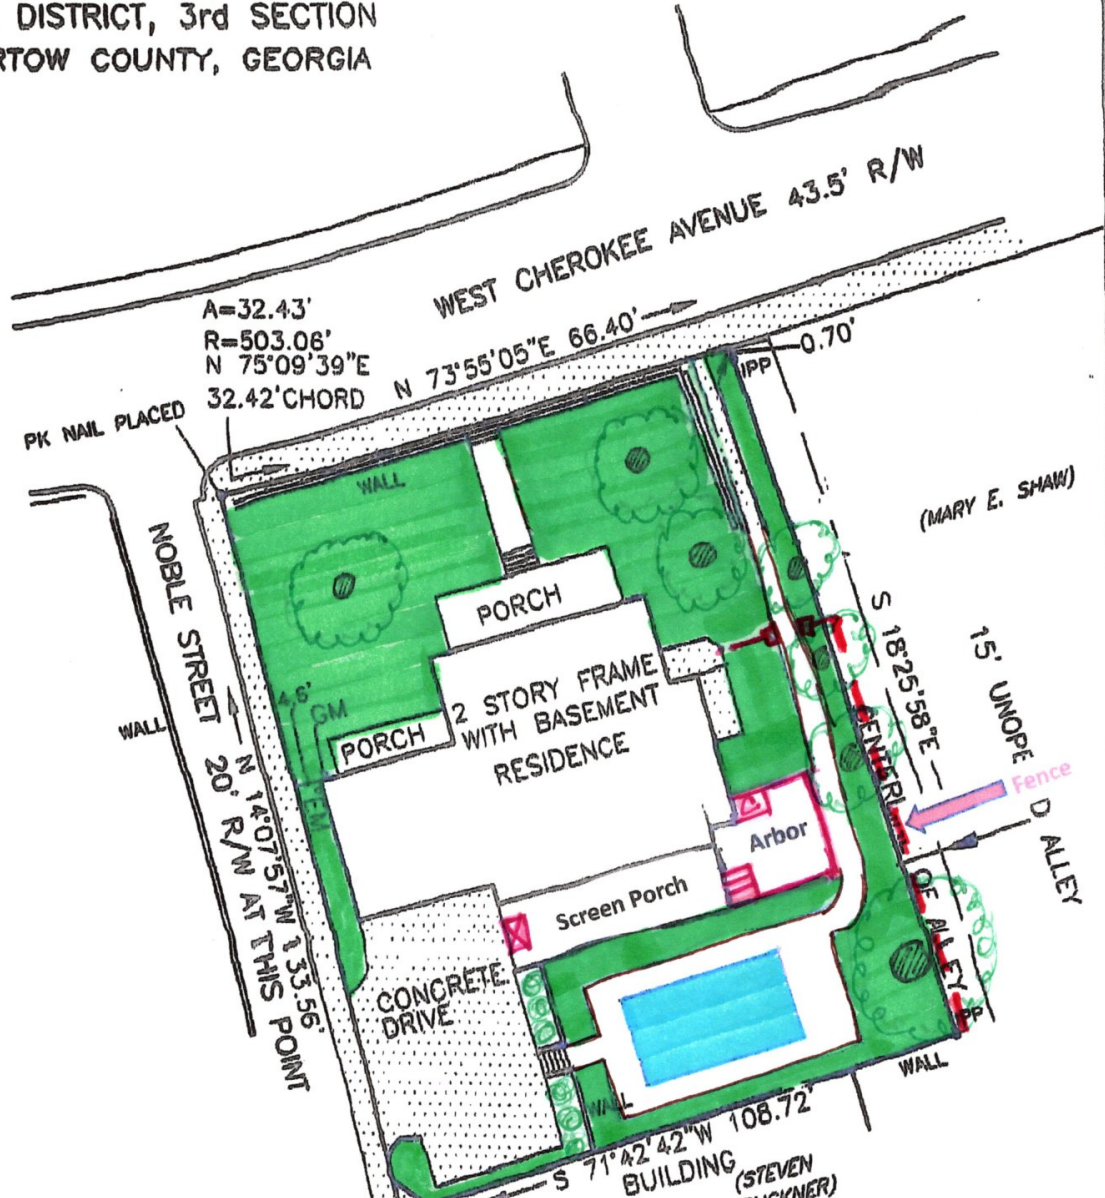 DISTRICT, 3rd SECTION
RTOW COUNTY, GEORGIA
WEST CHEROKEE AVENUE 43.5' R/W
A=32.43'
R=503.06'
N 75°09'39"E
32.42'CHORD
N 73°55'05"E 66.40'
0.70'
IPP
PK NAIL PLACED
WALL
(MARY E. SHAW)
NOBLE STREET 20' R/W AT THIS POINT
WALL
N 14°07'57"W 133.56'
4.6'
GM
EM
PORCH
PORCH
2 STORY FRAME
WITH BASEMENT
RESIDENCE
S 18°25'58"E
15' UNOPE D ALLEY
CENTERL OF ALLEY
Fence
Arbor
Screen Porch
CONCRETE
DRIVE
PP
WALL
WALL
S 71°42'42"W 108.72'
BUILDING
(STEVEN
CKNER)